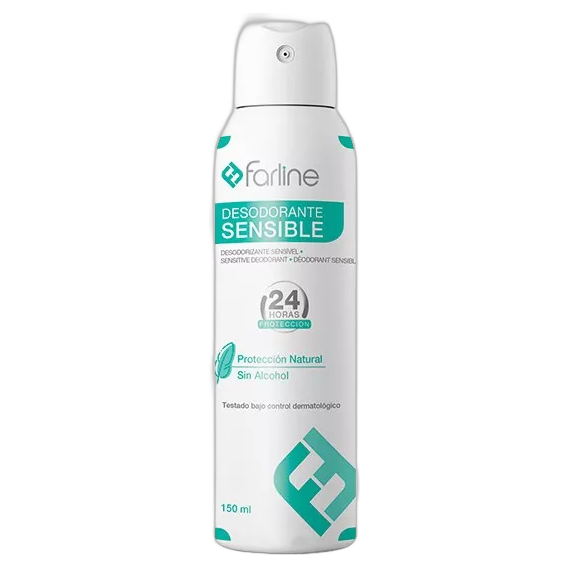 farline
DESODORANTE
SENSIBLE
DESODORIZANTE SENSÍVEL •
SENSITIVE DEODORANT • DÉODORANT SENSIBL
24
HORAS
PROTECCIÓN
Protección Natural
Sin Alcohol
Testado bajo control dermatológico
150 ml